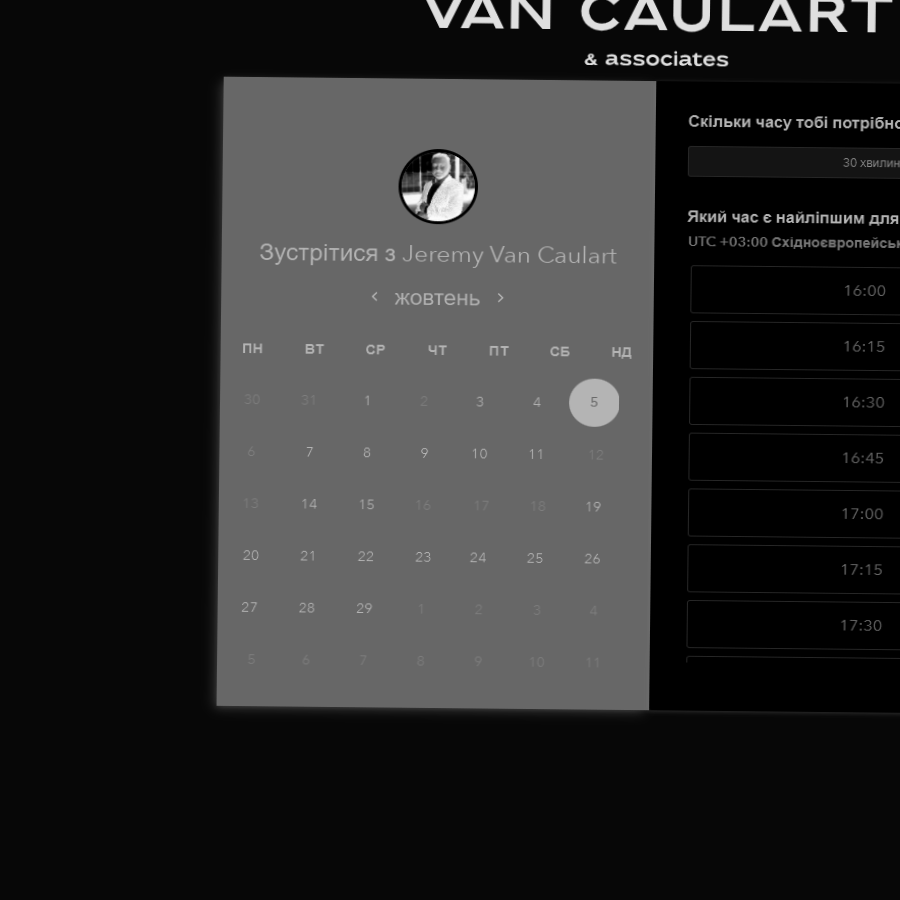 VAN CAULART
& associates
Зустрітися з Jeremy Van Caulart
жовтень
ПН ВТ СР ЧТ ПТ СБ НД
30 31 1 2 3 4 5
6 7 8 9 10 11 12
13 14 15 16 17 18 19
20 21 22 23 24 25 26
27 28 29 1 2 3 4
5 6 7 8 9 10 11
Скільки часу тобі
30 хвилин
Який час є найліпшим для
UTC +03:00
16:00
16:15
16:30
16:45
17:00
17:15
17:30